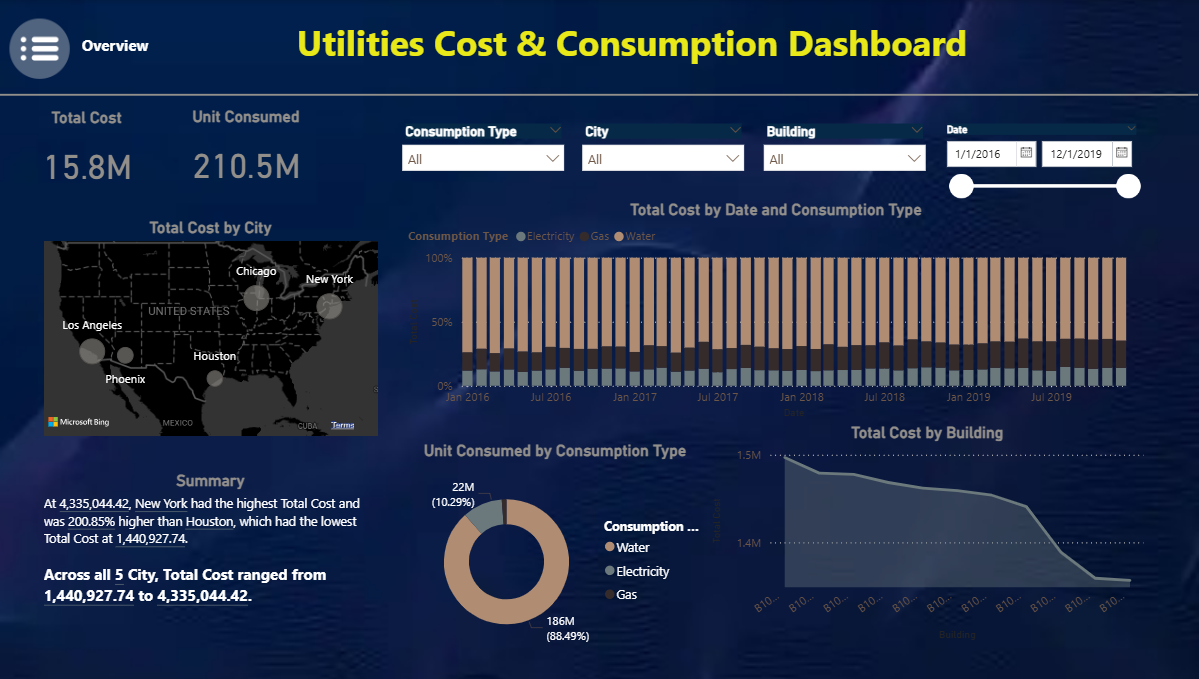 Overview
Utilities Cost & Consumption Dashboard
Total Cost
Unit Consumed
15.8M
210.5M
Consumption Type
City
Building
Date
All
All
All
1/1/2016
12/1/2019
Total Cost by City
Chicago
New York
UNITED STATES
Los Angeles
Houston
Phoenix
Microsoft Bing
MEXICO
CUBA
Terms
Total Cost by Date and Consumption Type
Consumption Type
Electricity
Gas
Water
100%
50%
0%
Jan 2016
Jul 2016
Jan 2017
Jul 2017
Jan 2018
Jul 2018
Jan 2019
Jul 2019
Date
Summary
At 4,335,044.42, New York had the highest Total Cost and
was 200.85% higher than Houston, which had the lowest
Total Cost at 1,440,927.74.
Across all 5 City, Total Cost ranged from
1,440,927.74 to 4,335,044.42.
Unit Consumed by Consumption Type
22M
(10.29%)
186M
(88.49%)
Consumption ...
Water
Electricity
Gas
Total Cost by Building
1.5M
1.4M
Total Cost
B10...
B10...
B10...
B10...
B10...
B10...
B10...
B10...
B10...
B10...
B10...
Building